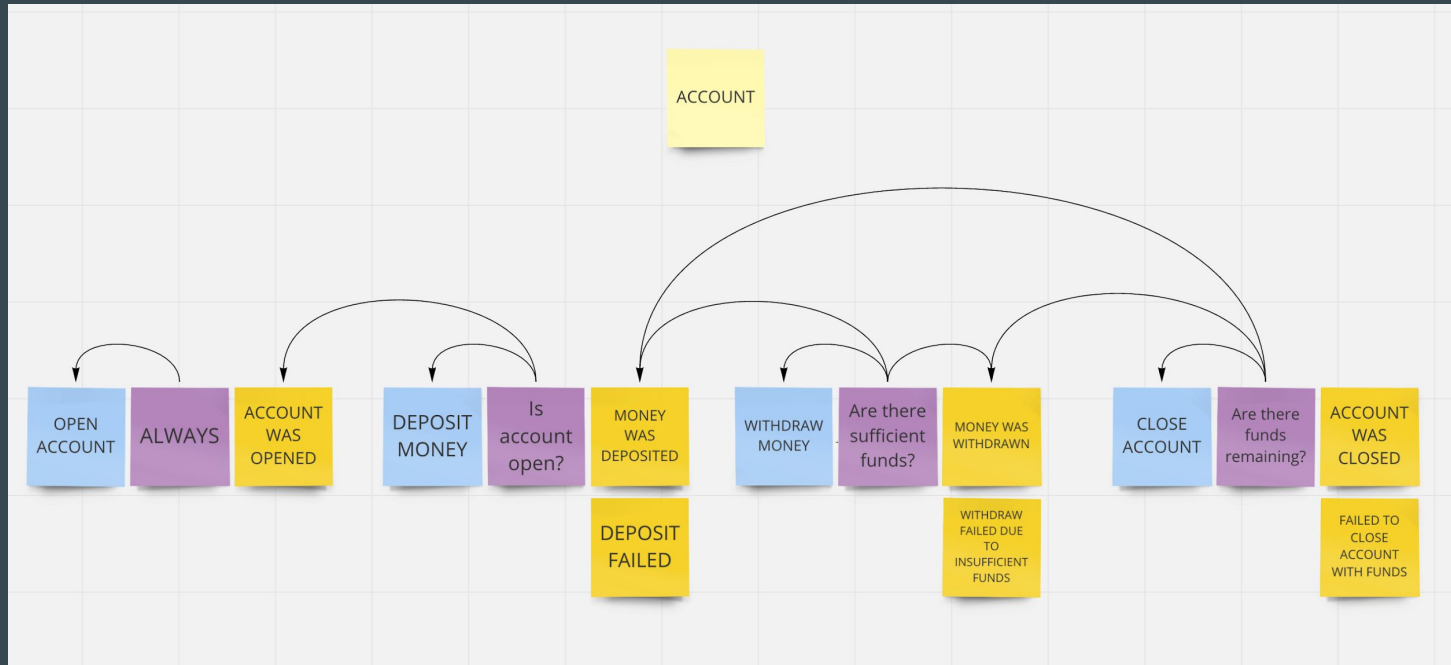 ACCOUNT
OPEN
ACCOUNT
ALWAYS
ACCOUNT
WAS
OPENED
DEPOSIT
MONEY
Is
account
open?
MONEY
WAS
DEPOSITED
DEPOSIT
FAILED
WITHDRAW
MONEY
Are there
sufficient
funds?
MONEY WAS
WITHDRAWN
WITHDRAW
FAILED DUE
TO
INSUFFICIENT
FUNDS
CLOSE
ACCOUNT
Are there
funds
remaining?
ACCOUNT
WAS
CLOSED
FAILED TO
CLOSE
ACCOUNT
WITH FUNDS